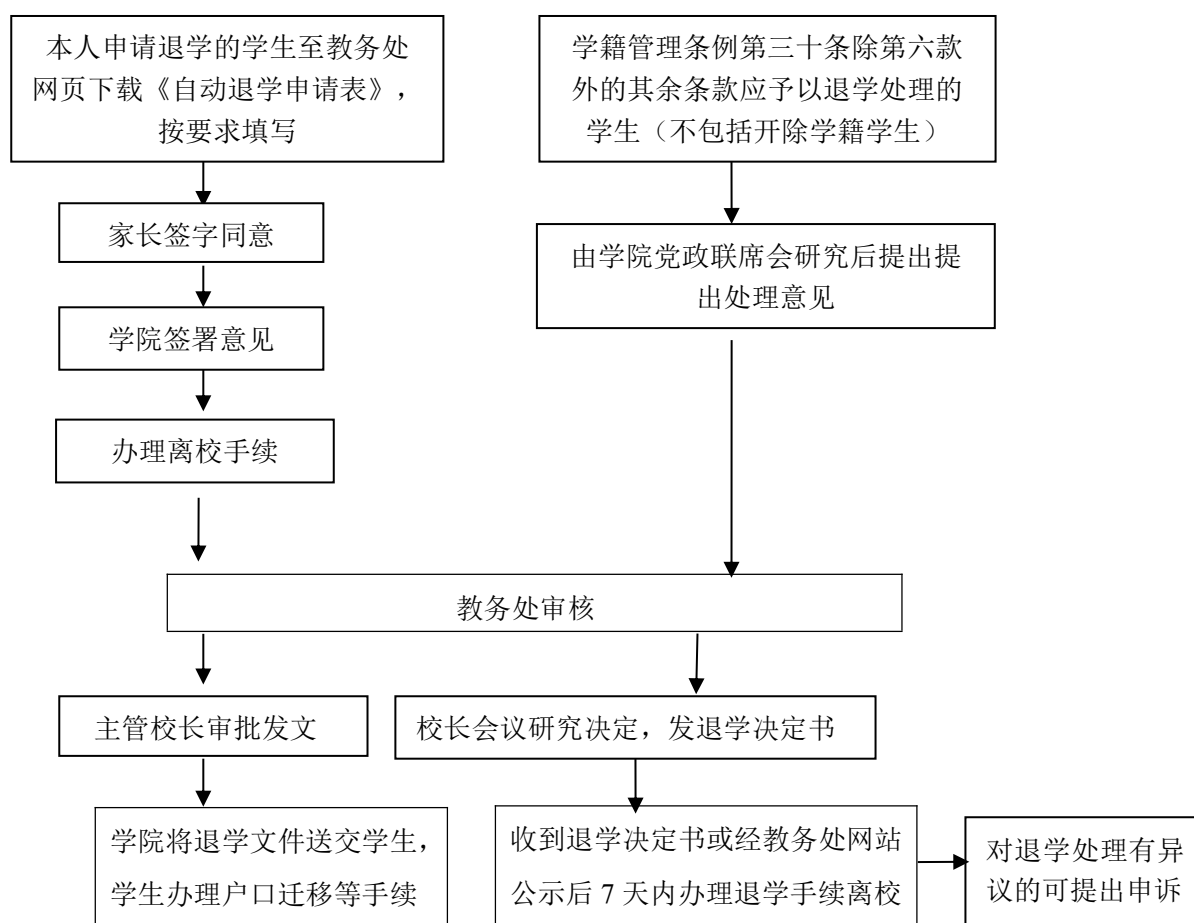 本人申请退学的学生至教务处
网页下载《自动退学申请表》，
按要求填写
学籍管理条例第三十条除第六款
外的其余条款应予以退学处理的
学生（不包括开除学籍学生）
家长签字同意
由学院党政联席会研究后提出提
出处理意见
学院签署意见
办理离校手续
教务处审核
主管校长审批发文
校长会议研究决定，发退学决定书
学院将退学文件送交学生，
学生办理户口迁移等手续
收到退学决定书或经教务处网站
公示后 7 天内办理退学手续离校
对退学处理有异
议的可提出申诉